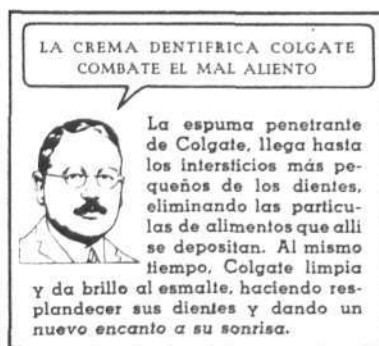 LA CREMA DENTIFRICA COLGATE
COMBATE EL MAL ALIENTO
La espuma penetrante
de Colgate, llega hasta
los intersticios más pe-
queños de los dientes,
eliminando las particu-
las de alimentos que alli
se depositan. Al mismo
tiempo, Colgate limpia
y da brillo al esmalte, haciendo res-
plandecer sus dientes y dando un
nuevo encanto a su sonrisa.